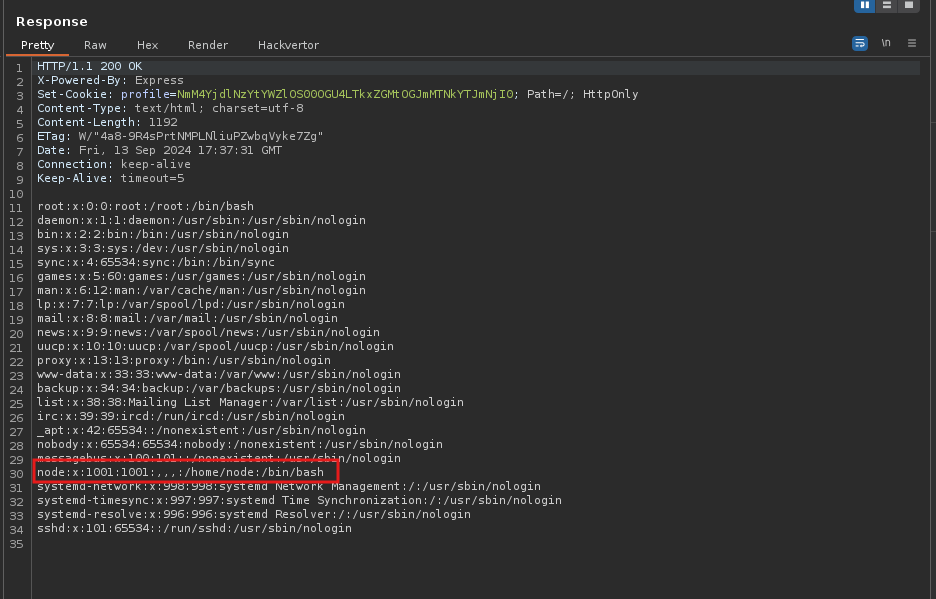 Response
Pretty Raw Hex Render Hackvertor
\n
1 HTTP/1.1 200 OK
2 X-Powered-By: Express
3 Set-Cookie: profile=NmM4YjdlNzYtYWZlOS00OGU4LTkxZGMtOGJmMTNkYTJmNjI0; Path=/; HttpOnly
4 Content-Type: text/html; charset=utf-8
5 Content-Length: 1192
6 ETag: W/"4a8-9R4sPrtNMPLNliuPZwbqVyke7Zg"
7 Date: Fri, 13 Sep 2024 17:37:31 GMT
8 Connection: keep-alive
9 Keep-Alive: timeout=5
10
11 root:x:0:0:root:/root:/bin/bash
12 daemon:x:1:1:daemon:/usr/sbin:/usr/sbin/nologin
13 bin:x:2:2:bin:/bin:/usr/sbin/nologin
14 sys:x:3:3:sys:/dev:/usr/sbin/nologin
15 sync:x:4:65534:sync:/bin:/bin/sync
16 games:x:5:60:games:/usr/games:/usr/sbin/nologin
17 man:x:6:12:man:/var/cache/man:/usr/sbin/nologin
18 lp:x:7:7:lp:/var/spool/lpd:/usr/sbin/nologin
19 mail:x:8:8:mail:/var/mail:/usr/sbin/nologin
20 news:x:9:9:news:/var/spool/news:/usr/sbin/nologin
21 uucp:x:10:10:uucp:/var/spool/uucp:/usr/sbin/nologin
22 proxy:x:13:13:proxy:/bin:/usr/sbin/nologin
23 www-data:x:33:33:www-data:/var/www:/usr/sbin/nologin
24 backup:x:34:34:backup:/var/backups:/usr/sbin/nologin
25 list:x:38:38:Mailing List Manager:/var/list:/usr/sbin/nologin
26 irc:x:39:39:ircd:/run/ircd:/usr/sbin/nologin
27 _apt:x:42:65534::/nonexistent:/usr/sbin/nologin
28 nobody:x:65534:65534:nobody:/nonexistent:/usr/sbin/nologin
29 messagebus:x:100:101::/nonexistent:/usr/sbin/nologin
30 node:x:1001:1001:,,,:/home/node:/bin/bash
31 systemd-network:x:998:998:systemd Network Management:/:/usr/sbin/nologin
32 systemd-timesync:x:997:997:systemd Time Synchronization:/:/usr/sbin/nologin
33 systemd-resolve:x:996:996:systemd Resolver:/:/usr/sbin/nologin
34 sshd:x:101:65534::/run/sshd:/usr/sbin/nologin
35